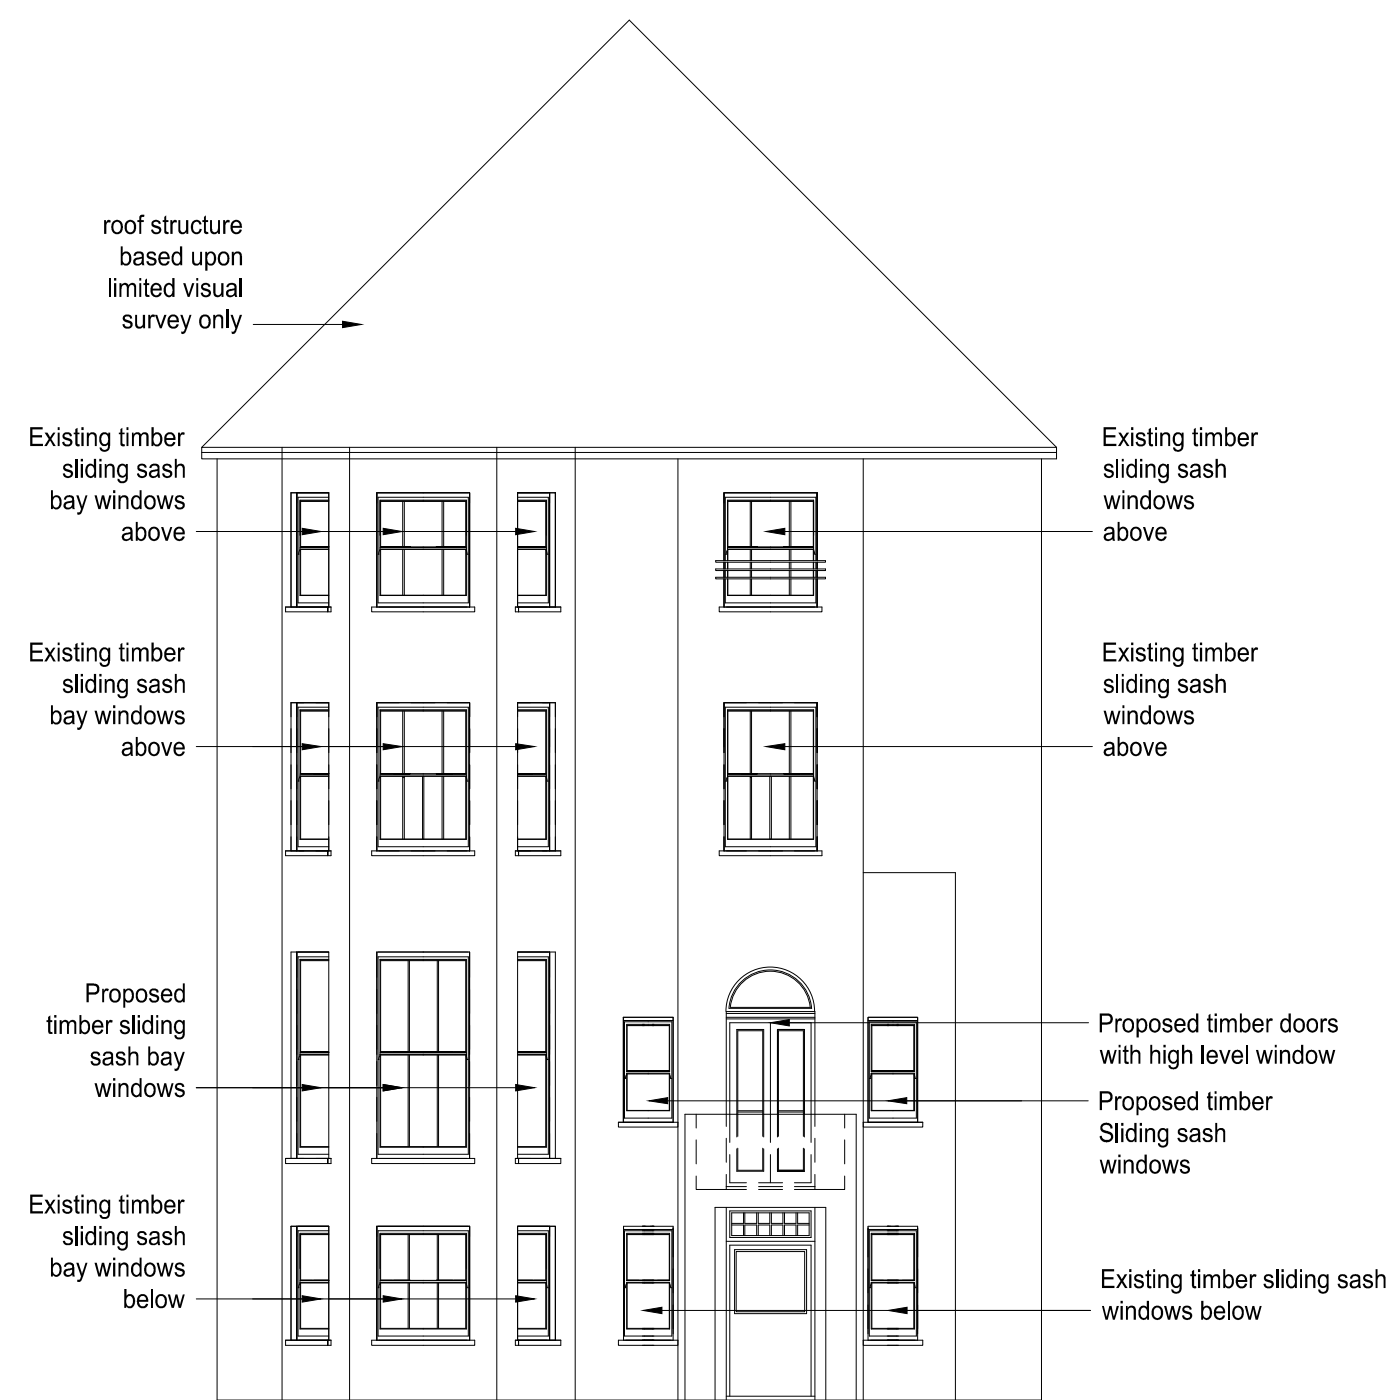 roof structure
based upon
limited visual
survey only
Existing timber
sliding sash
bay windows
above
Existing timber
sliding sash
windows
above
Existing timber
sliding sash
bay windows
above
Existing timber
sliding sash
windows
above
Proposed
timber sliding
sash bay
windows
Proposed timber doors
with high level window
Proposed timber
Sliding sash
windows
Existing timber
sliding sash
bay windows
below
Existing timber sliding sash
windows below